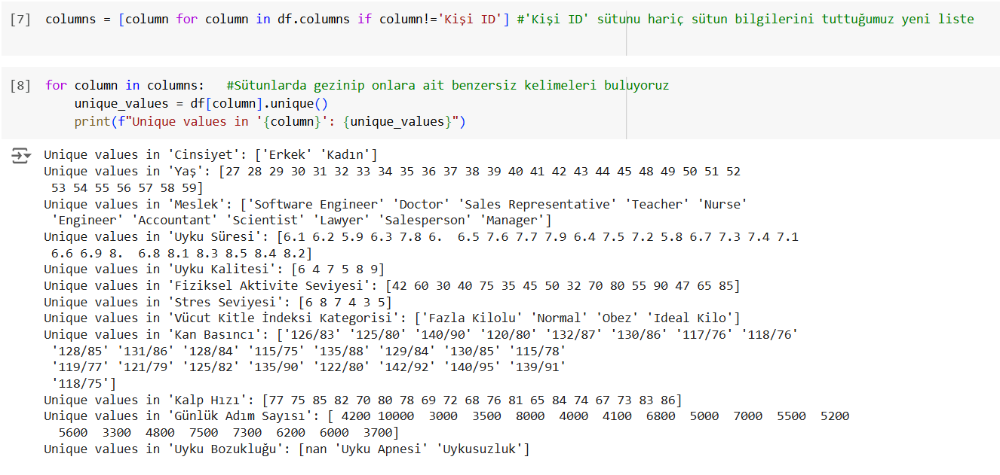 [7] columns = [column for column in df.columns if column!='Kişi ID'] #'Kişi ID' sütunu hariç sütun bilgilerini tuttuğumuz yeni liste
[8] for column in columns:   #Sütunlarda gezinip onlara ait benzersiz kelimeleri buluyoruz
    unique_values = df[column].unique()
    print(f"Unique values in '{column}': {unique_values}")
Unique values in 'Cinsiyet': ['Erkek' 'Kadın']
Unique values in 'Yaş': [27 28 29 30 31 32 33 34 35 36 37 38 39 40 41 42 43 44 45 48 49 50 51 52
 53 54 55 56 57 58 59]
Unique values in 'Meslek': ['Software Engineer' 'Doctor' 'Sales Representative' 'Teacher' 'Nurse'
 'Engineer' 'Accountant' 'Scientist' 'Lawyer' 'Salesperson' 'Manager']
Unique values in 'Uyku Süresi': [6.1 6.2 5.9 6.3 7.8 6.  6.5 7.6 7.7 7.9 6.4 7.5 7.2 5.8 6.7 7.3 7.4 7.1
 6.6 6.9 8.  6.8 8.1 8.3 8.5 8.4 8.2]
Unique values in 'Uyku Kalitesi': [6 4 7 5 8 9]
Unique values in 'Fiziksel Aktivite Seviyesi': [42 60 30 40 75 35 45 50 32 70 80 55 90 47 65 85]
Unique values in 'Stres Seviyesi': [6 8 7 4 3 5]
Unique values in 'Vücut Kitle İndeksi Kategorisi': ['Fazla Kilolu' 'Normal' 'Obez' 'Ideal Kilo']
Unique values in 'Kan Basıncı': ['126/83' '125/80' '140/90' '120/80' '132/87' '130/86' '117/76' '118/76'
 '128/85' '131/86' '128/84' '115/75' '135/88' '129/84' '130/85' '115/78'
 '119/77' '121/79' '125/82' '135/90' '122/80' '142/92' '140/95' '139/91'
 '118/75']
Unique values in 'Kalp Hızı': [77 75 85 82 70 80 78 69 72 68 76 81 65 84 74 67 73 83 86]
Unique values in 'Günlük Adım Sayısı': [ 4200 10000  3000  3500  8000  4000  4100  6800  5000  7000  5500  5200
  5600  3300  4800  7500  7300  6200  6000  3700]
Unique values in 'Uyku Bozukluğu': [nan 'Uyku Apnesi' 'Uykusuzluk']